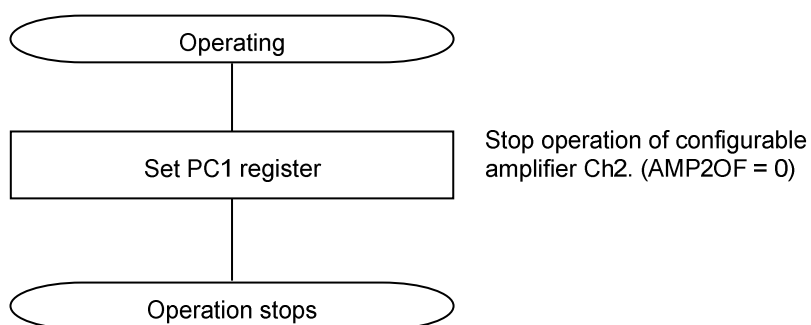 Operating
Set PC1 register
Stop operation of configurable
amplifier Ch2. (AMP2OF = 0)
Operation stops